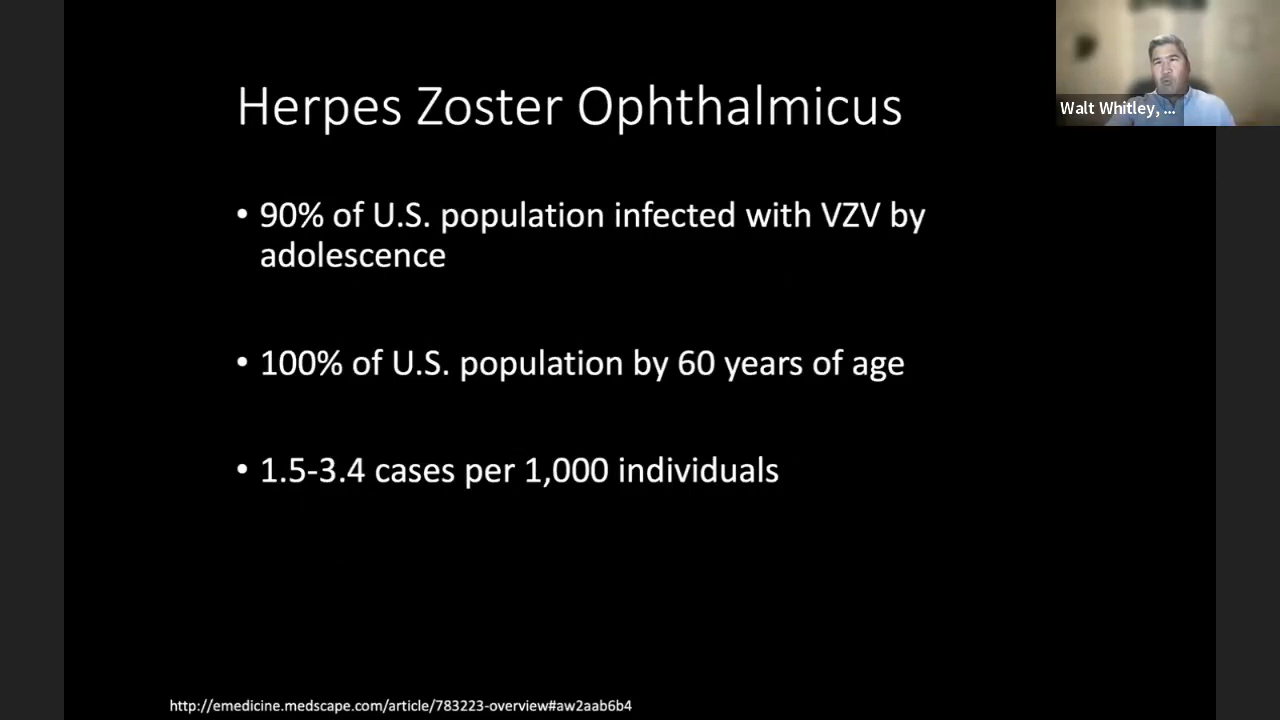 Herpes Zoster Ophthalmicus
Walt Whitley, ...
• 90% of U.S. population infected with VZV by
adolescence
• 100% of U.S. population by 60 years of age
• 1.5-3.4 cases per 1,000 individuals
http://emedicine.medscape.com/article/783223-overview#aw2aab6b4